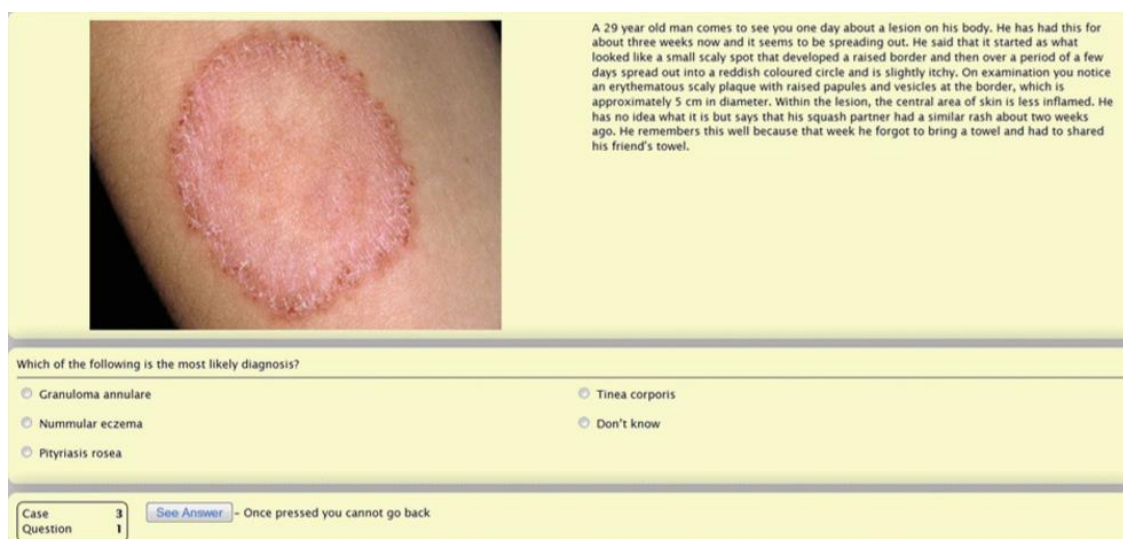 A 29 year old man comes to see you one day about a lesion on his body. He has had this for
about three weeks now and it seems to be spreading out. He said that it started as what
looked like a small scaly spot that developed a raised border and then over a period of a few
days spread out into a reddish coloured circle and is slightly itchy. On examination you notice
an erythematous scaly plaque with raised papules and vesicles at the border, which is
approximately 5 cm in diameter. Within the lesion, the central area of skin is less inflamed. He
has no idea what it is but says that his squash partner had a similar rash about two weeks
ago. He remembers this well because that week he forgot to bring a towel and had to shared
his friend's towel.
Which of the following is the most likely diagnosis?
Granuloma annulare
Tinea corporis
Nummular eczema
Don't know
Pityriasis rosea
Case 3
Question 1
See Answer - Once pressed you cannot go back